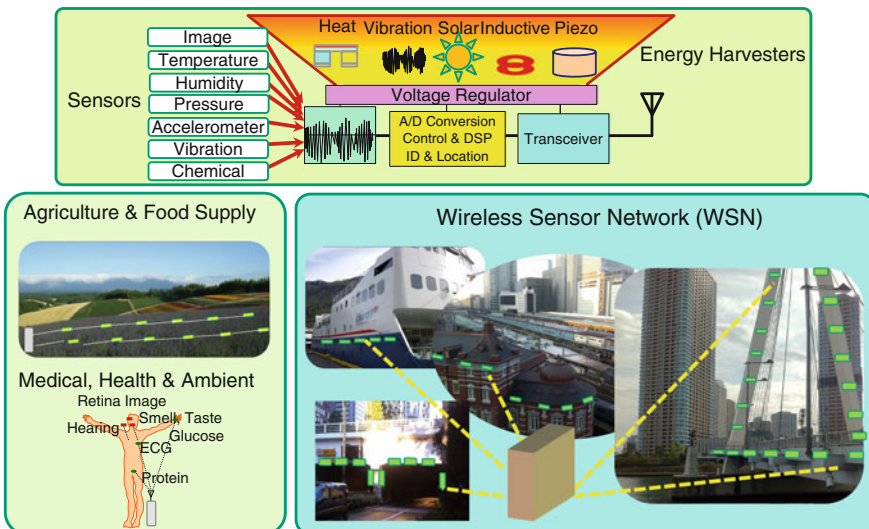 Heat Vibration Solar Inductive Piezo
Energy Harvesters
Sensors
Image
Temperature
Humidity
Pressure
Accelerometer
Vibration
Chemical
Voltage Regulator
A/D Conversion
Control & DSP
ID & Location
Transceiver
Agriculture & Food Supply
Medical, Health & Ambient
Retina Image
Smell Taste
Hearing
Glucose
ECG
Protein
Wireless Sensor Network (WSN)